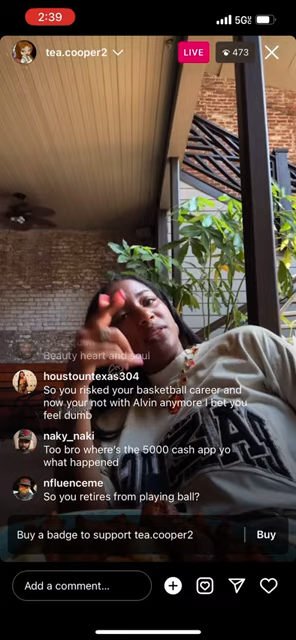 2:39
5G
tea.cooper2
LIVE
473
Beauty heart and soul
houstountexas304
So you risked your basketball career and
now your not with Alvin anymore I bet you
feel dumb
naky_naki
Too bro where's the 5000 cash app yo
what happened
nfluenceme
So you retires from playing ball?
Buy a badge to support tea.cooper2
Buy
Add a comment...